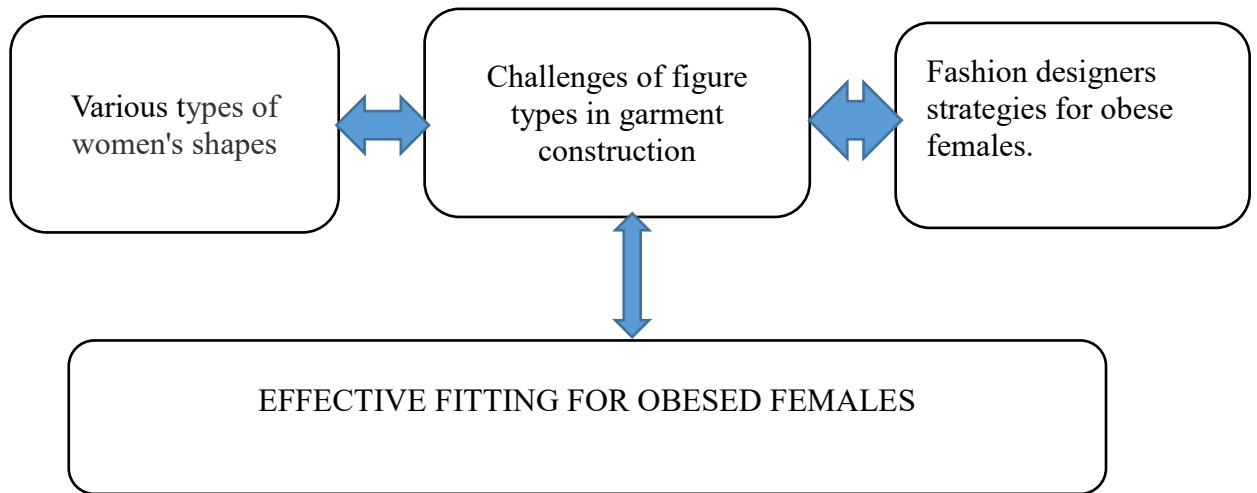 Various types of
women's shapes
Challenges of figure
types in garment
construction
Fashion designers
strategies for obese
females.
EFFECTIVE FITTING FOR OBESED FEMALES